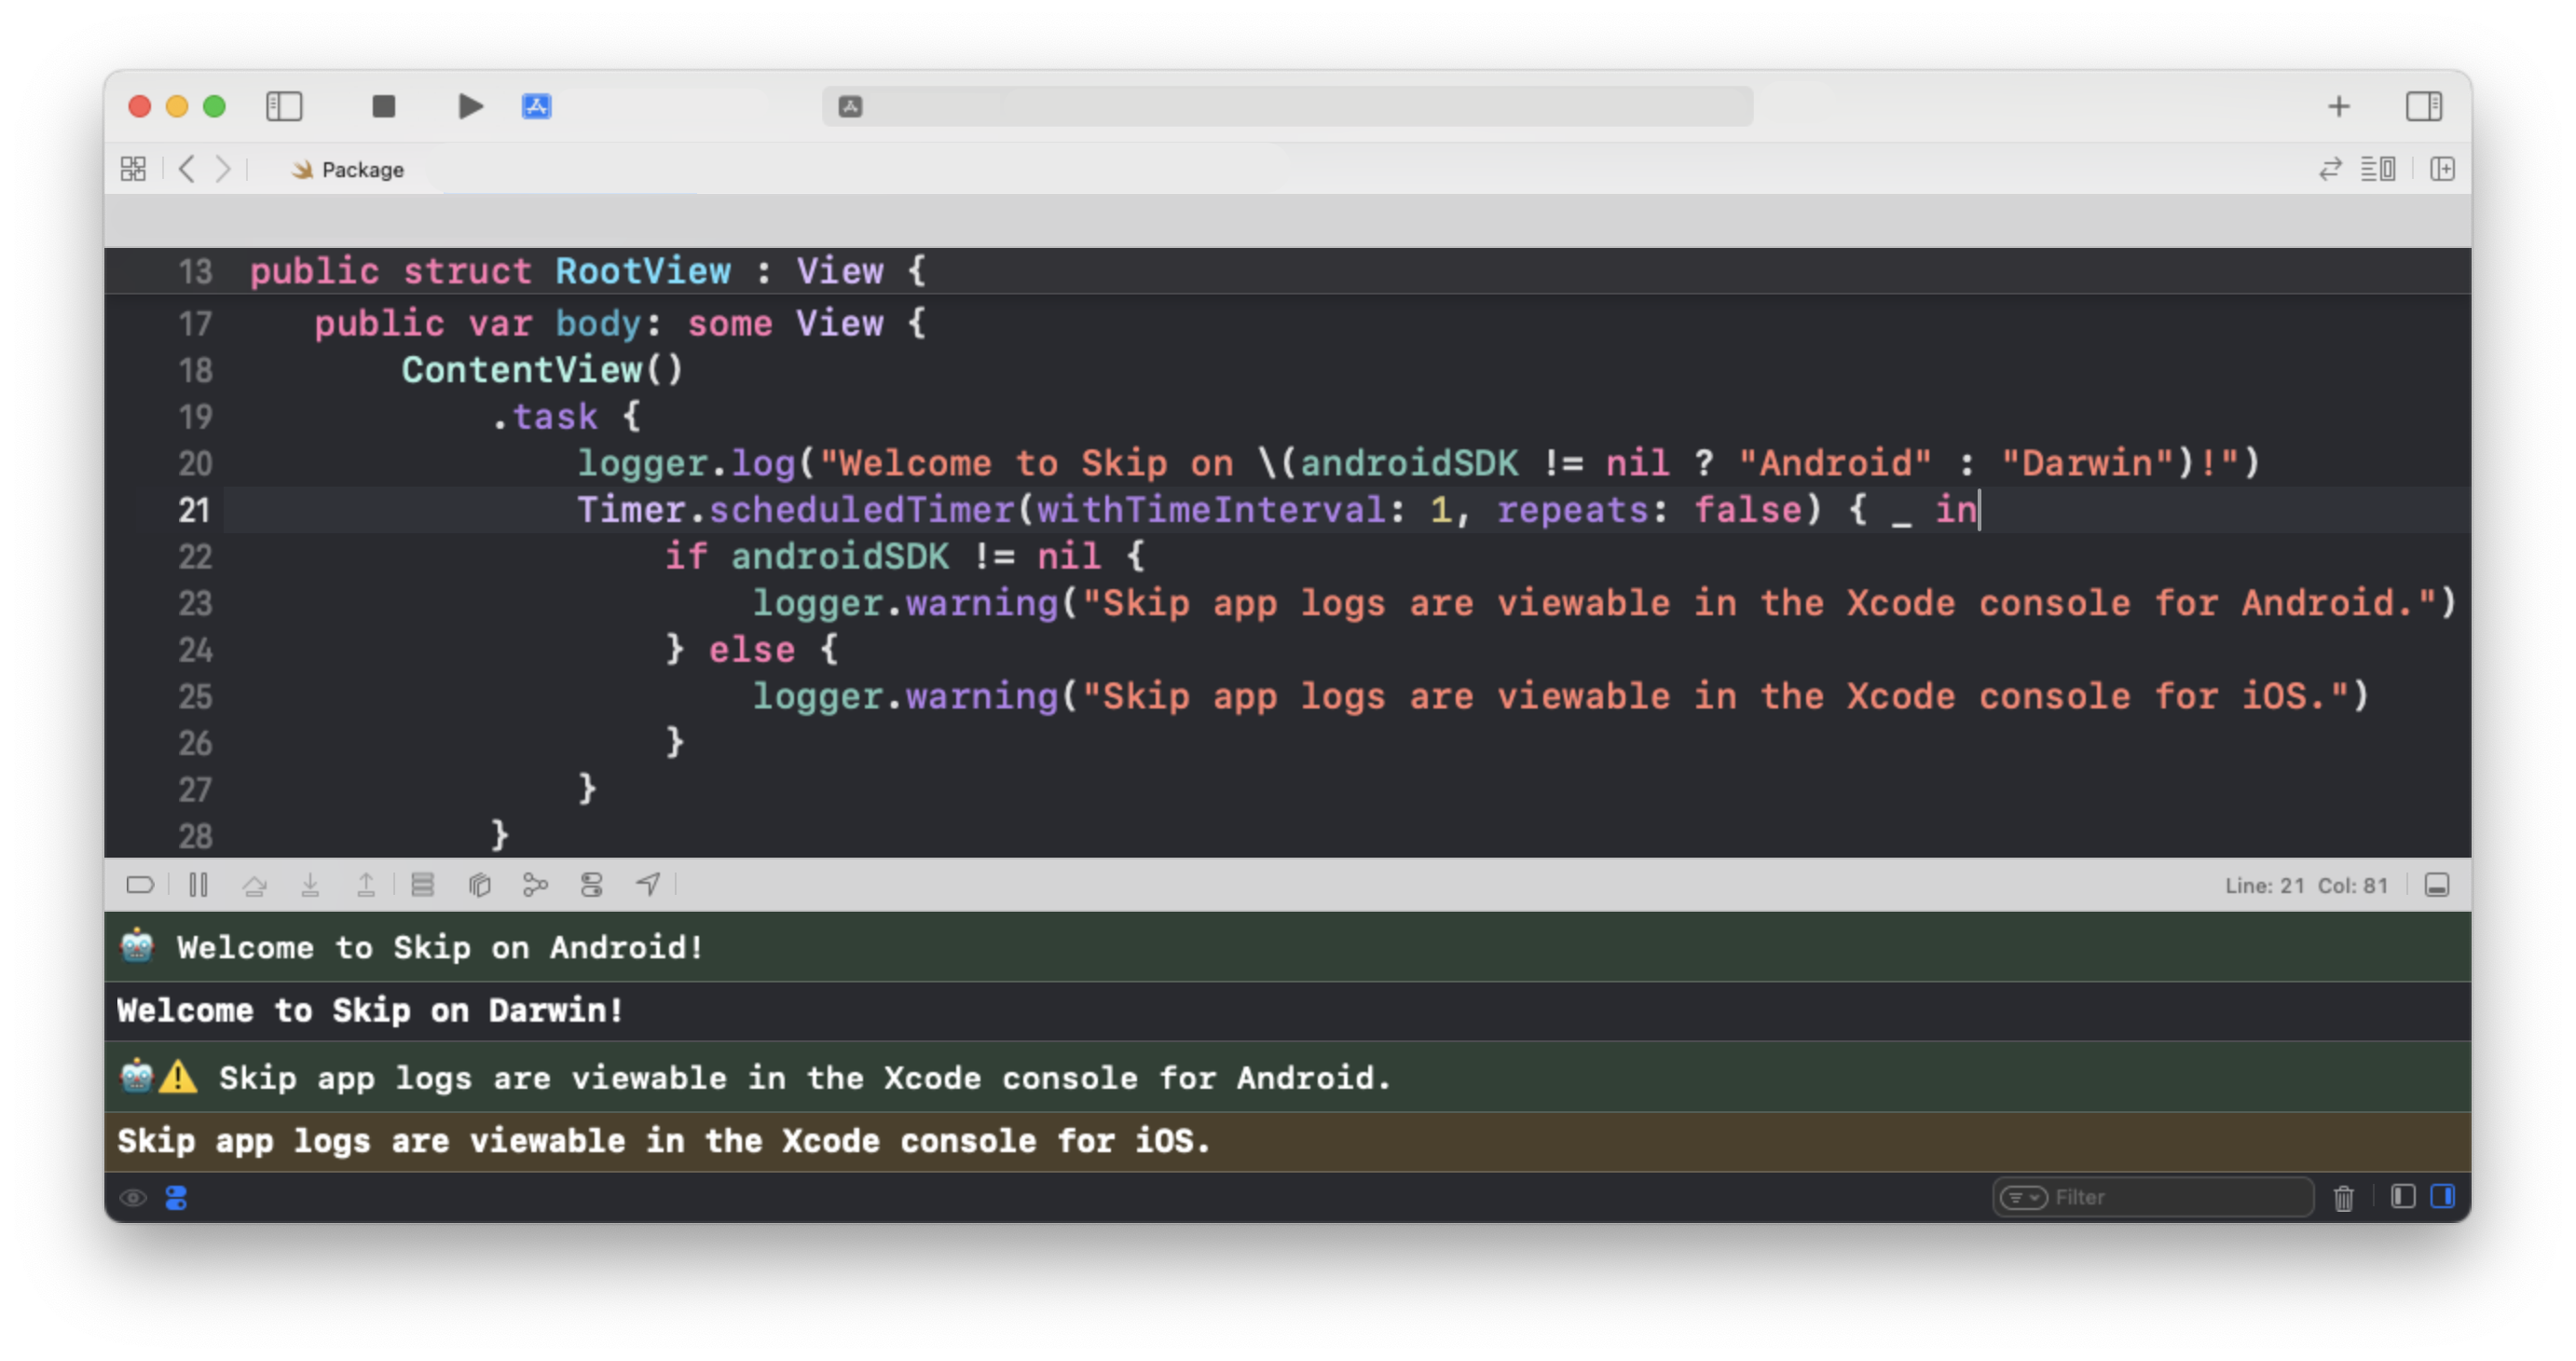 Package
13 public struct RootView : View {
17 public var body: some View {
18 ContentView()
19 .task {
20 logger.log("Welcome to Skip on \(androidSDK != nil ? "Android" : "Darwin")!")
21 Timer.scheduledTimer(withTimeInterval: 1, repeats: false) { _ in
22 if androidSDK != nil {
23 logger.warning("Skip app logs are viewable in the Xcode console for Android.")
24 } else {
25 logger.warning("Skip app logs are viewable in the Xcode console for iOS.")
26 }
27 }
28 }
Line: 21 Col: 81
🤖 Welcome to Skip on Android!
Welcome to Skip on Darwin!
🤖⚠️ Skip app logs are viewable in the Xcode console for Android.
Skip app logs are viewable in the Xcode console for iOS.
Filter